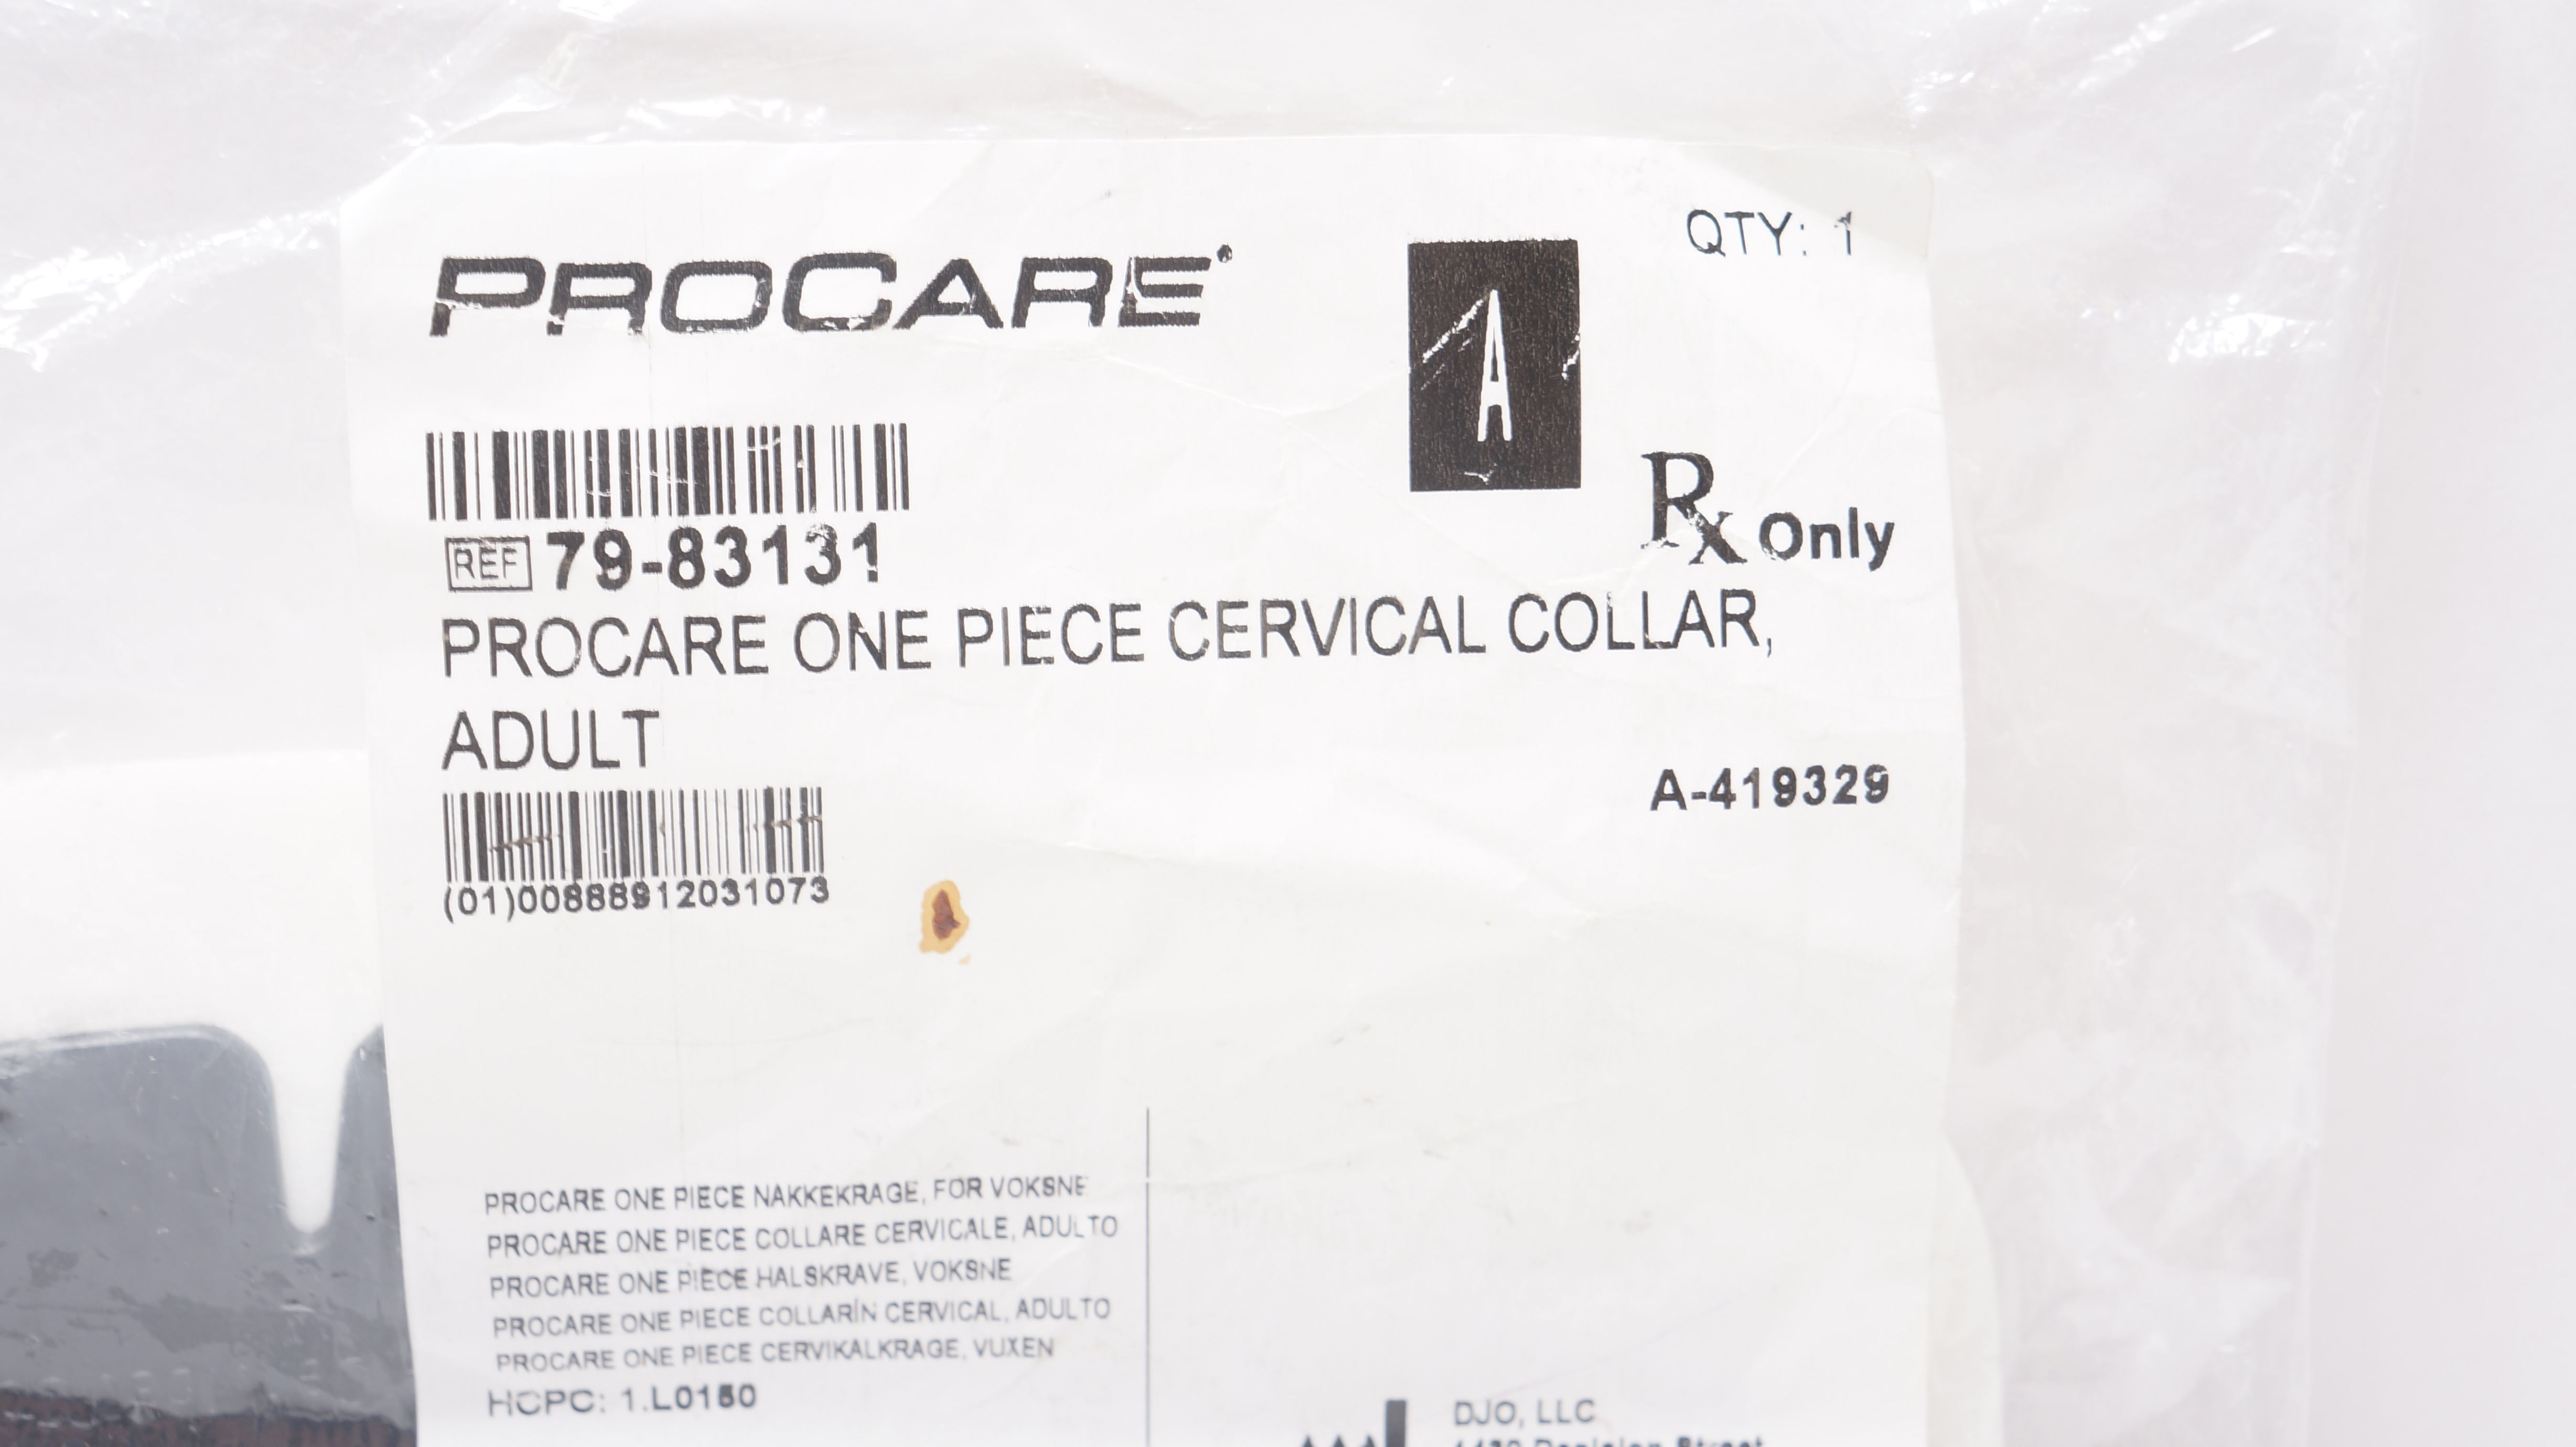 PROCARE
QTY: 1
REF 79-83131
Rx Only
PROCARE ONE PIECE CERVICAL COLLAR,
ADULT
A-419329
(01)00888912031073
PROCARE ONE PIECE NAKKEKRAGE, FOR VOKSNE
PROCARE ONE PIECE COLLARE CERVICALE, ADULTO
PROCARE ONE PIECE HALSKRAVE, VOKSNE
PROCARE ONE PIECE COLLARÍN CERVICAL, ADULTO
PROCARE ONE PIECE CERVIKALKRAGE, VUXEN
HCPC: 1.L0150
DJO, LLC
Street